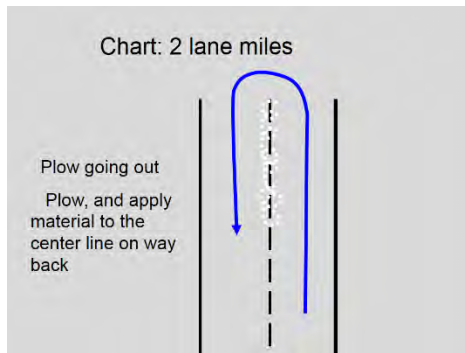 Chart: 2 lane miles
Plow going out
Plow, and apply
material to the
center line on way
back